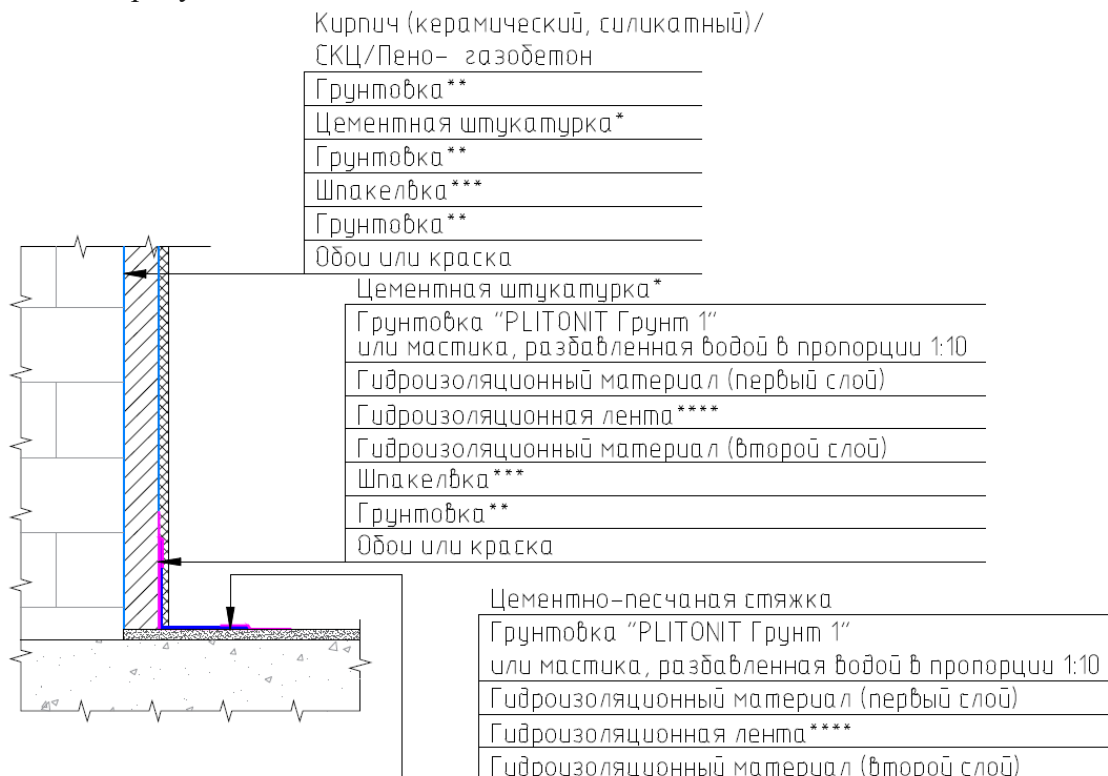 Кирпич (керамический, силикатный)/
СКЦ/Пено- газобетон
Грунтовка**
Цементная штукатурка*
Грунтовка**
Шпакелвка***
Грунтовка**
Обои или краска
Цементная штукатурка*
Грунтовка "PLITONIT Грунт 1"
или мастика, разбавленная водой в пропорции 1:10
Гидроизоляционный материал (первый слой)
Гидроизоляционная лента****
Гидроизоляционный материал (второй слой)
Шпакелвка***
Грунтовка**
Обои или краска
Цементно-песчаная стяжка
Грунтовка "PLITONIT Грунт 1"
или мастика, разбавленная водой в пропорции 1:10
Гидроизоляционный материал (первый слой)
Гидроизоляционная лента****
Гидроизоляционный материал (второй слой)